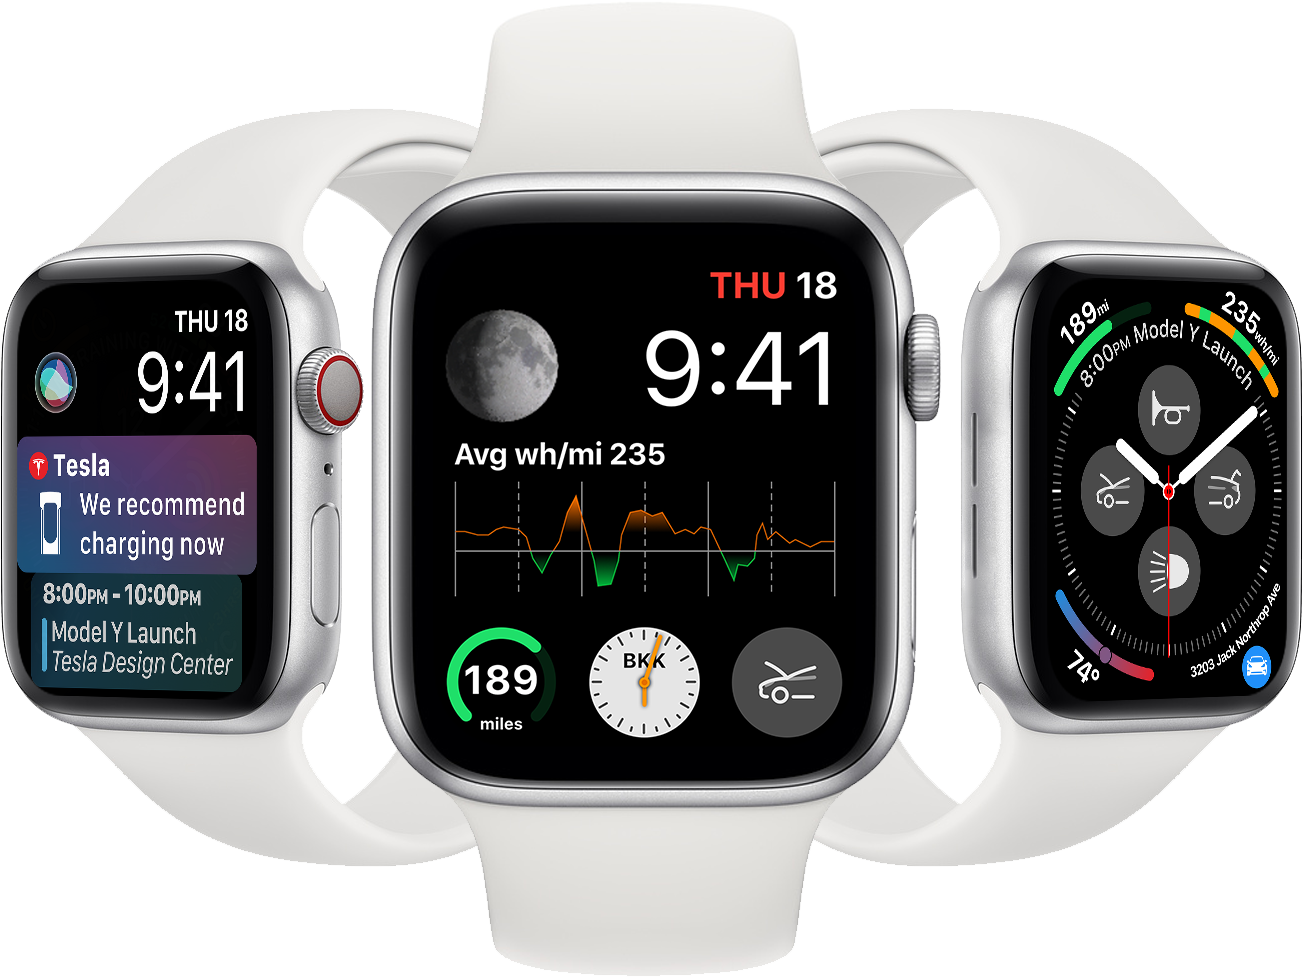 THU 18
9:41
Tesla
We recommend
charging now
8:00PM - 10:00PM
Model Y Launch
Tesla Design Center
THU 18
9:41
Avg wh/mi 235
189
miles
BKK
189mi
235wh/mi
8:00PM Model Y Launch
74°
3203 Jack Northrop Ave